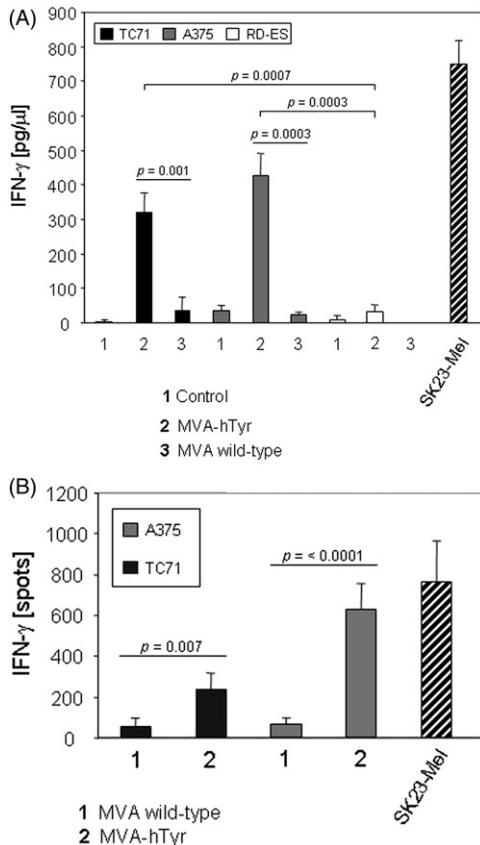 (A)
900
800
700
600
500
400
300
200
100
0
IFN-γ [pg/μl]
TC71 A375 RD-ES
p = 0.0007
p = 0.0003
p = 0.001
p = 0.0003
1 2 3 1 2 3 1 2 3 SK23-Mel
1 Control
2 MVA-hTyr
3 MVA wild-type
(B)
1200
1000
800
600
400
200
0
IFN-γ [spots]
A375
TC71
p = < 0.0001
p = 0.007
1 2 1 2 SK23-Mel
1 MVA wild-type
2 MVA-hTyr